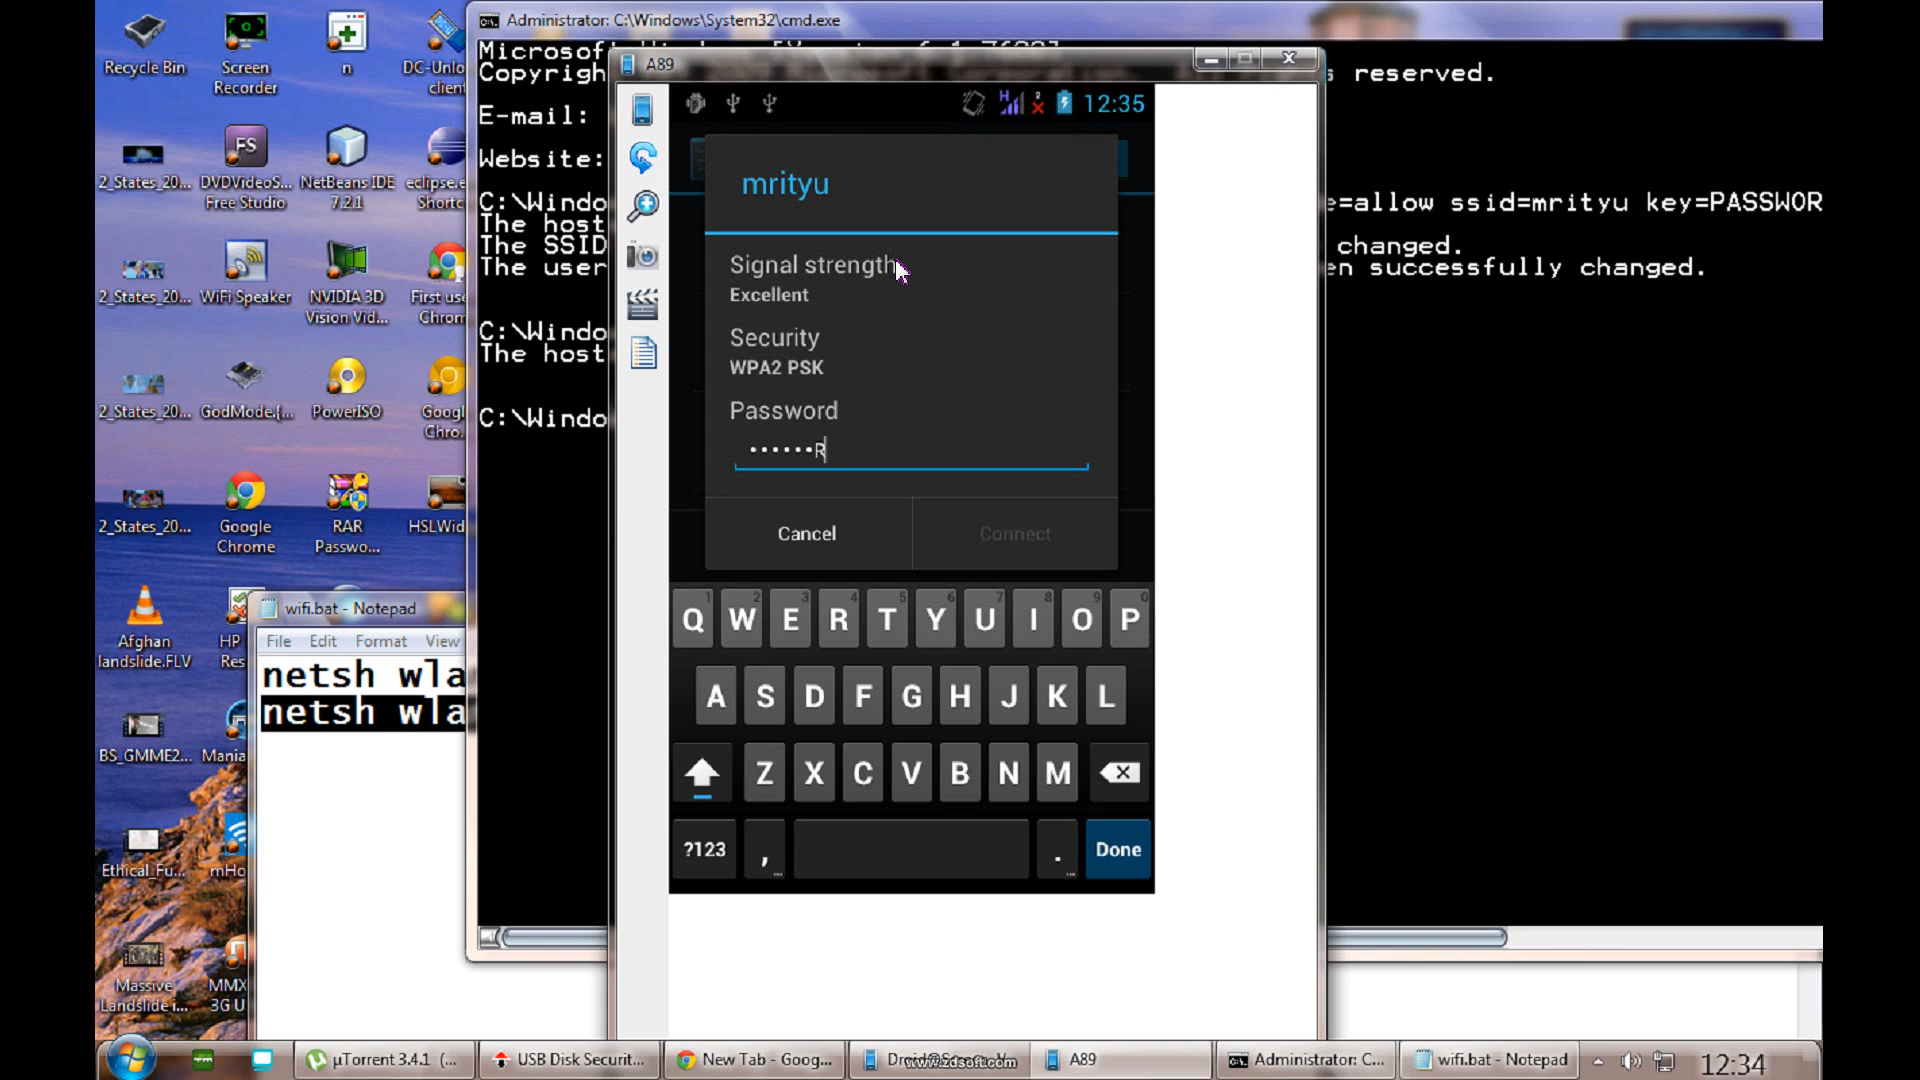 Administrator: C:\Windows\System32\cmd.exe
Copyrigh
reserved.
E-mail:
Website:
C:\Windo
e=allow ssid=mrityu key=PASSWOR
The host
The SSID
changed.
The user
en successfully changed.
C:\Windo
The host
C:\Windo
A89
12:35
mrityu
Signal strength
Excellent
Security
WPA2 PSK
Password
••••••R
Cancel
Connect
Q W E R T Y U I O P
A S D F G H J K L
Z X C V B N M
?123 , . Done
Recycle Bin
Screen
Recorder
n
DC-Unlo
client
2_States_20...
FS
DVDVideoS...
Free Studio
NetBeans IDE
7.2.1
eclipse.e
Shortc
2_States_20...
WiFi Speaker
NVIDIA 3D
Vision Vid...
First use
Chrom
2_States_20...
GodMode.{...
PowerISO
Googl
Chro.
2_States_20...
Google
Chrome
RAR
Passwo...
HSLWid
Afghan
landslide.FLV
HP
Res
BS_GMME2...
Mania
Ethical_Fu...
mHo
Massive
Landslide i...
MMX
3G U
wifi.bat - Notepad
File Edit Format View
netsh wla
netsh wla
µTorrent 3.4.1 (...
USB Disk Securit...
New Tab - Goog...
www.zdsoft.com
A89
Administrator: C...
wifi.bat - Notepad
12:34